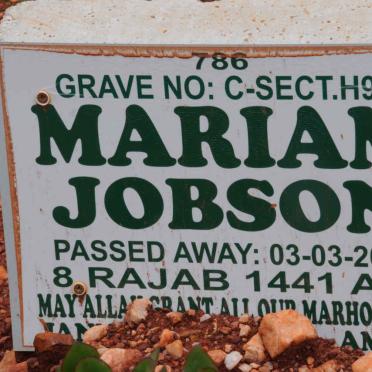 786
GRAVE NO: C-SECT.H9
MARIAN
JOBSON
PASSED AWAY: 03-03-20
8 RAJAB 1441 A
MAY ALLAH GRANT ALL OUR MARHO